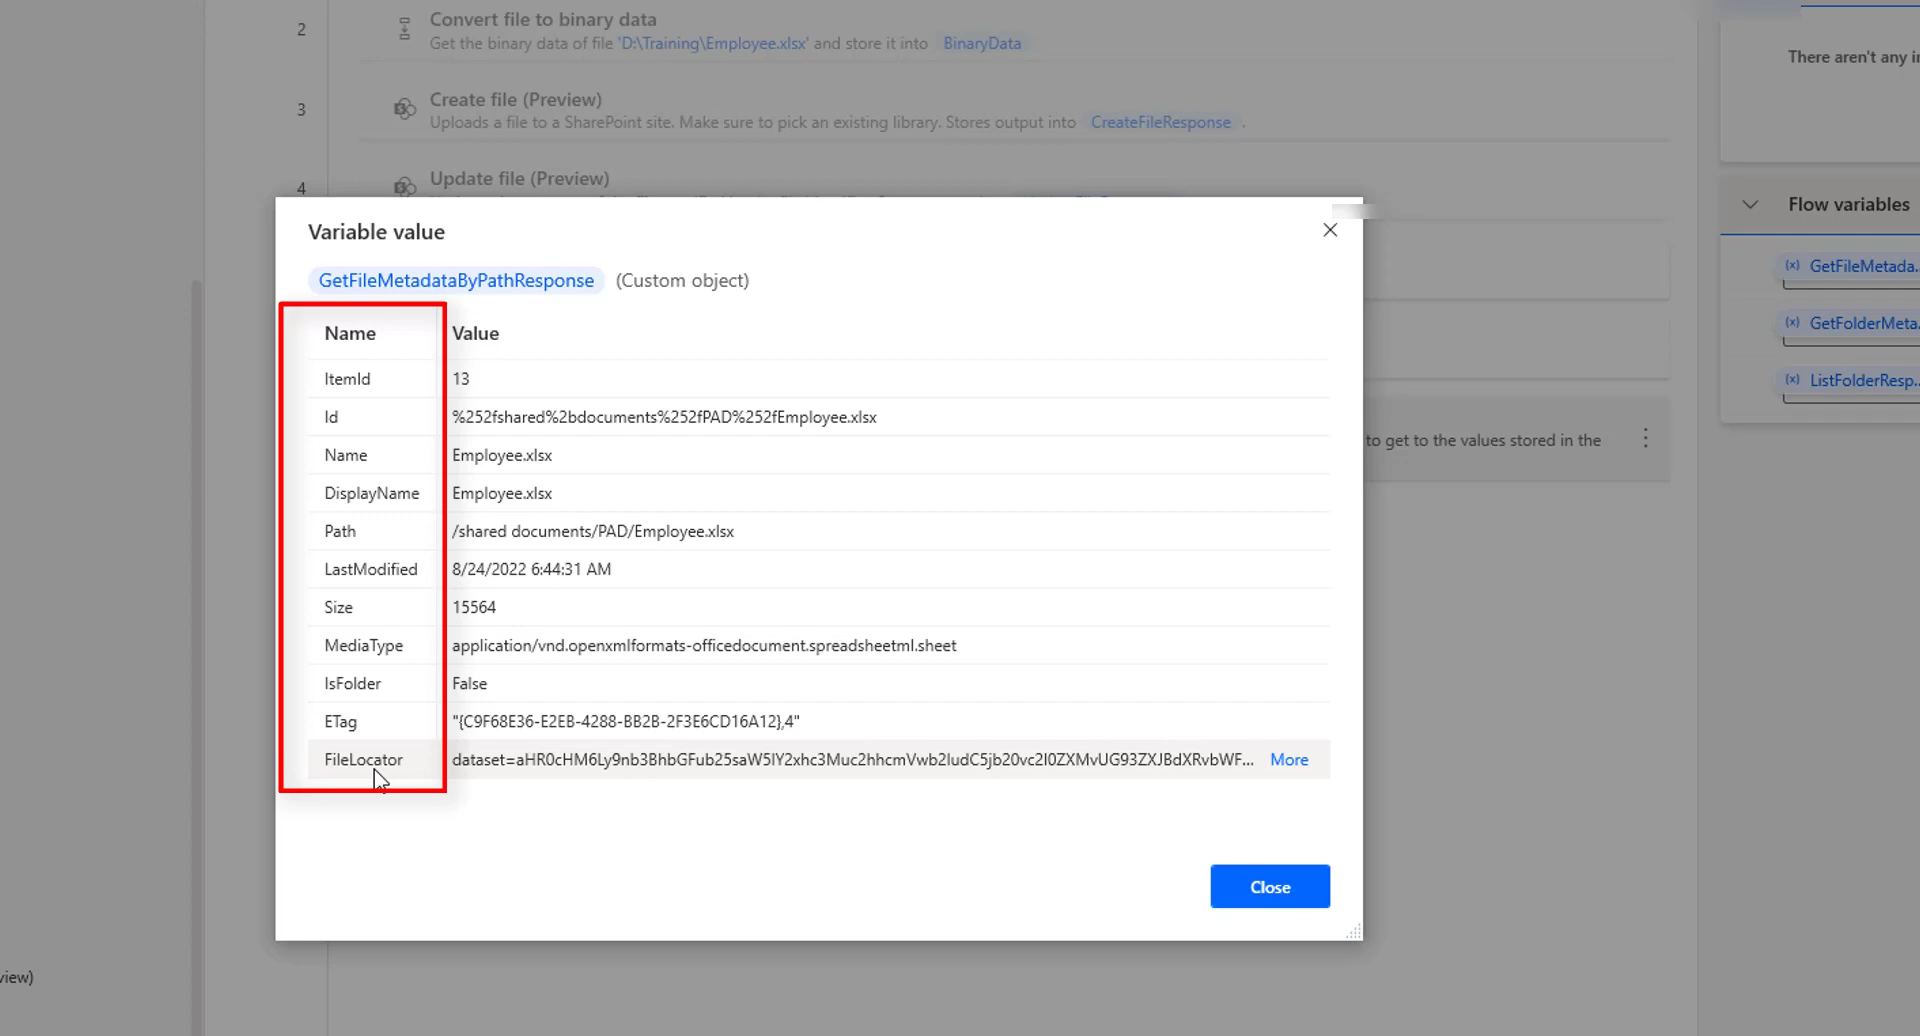 2
Convert file to binary data
Get the binary data of file 'D:\Training\Employee.xlsx' and store it into BinaryData
There aren't any i
3
Create file (Preview)
Uploads a file to a SharePoint site. Make sure to pick an existing library. Stores output into CreateFileResponse .
4
Update file (Preview)
Variable value
GetFileMetadataByPathResponse (Custom object)
Name Value
ItemId 13
Id %252fshared%2bdocuments%252fPAD%252fEmployee.xlsx
Name Employee.xlsx
DisplayName Employee.xlsx
Path /shared documents/PAD/Employee.xlsx
LastModified 8/24/2022 6:44:31 AM
Size 15564
MediaType application/vnd.openxmlformats-officedocument.spreadsheetml.sheet
IsFolder False
ETag "{C9F68E36-E2EB-4288-BB2B-2F3E6CD16A12},4"
FileLocator dataset=aHR0cHM6Ly9nb3BhbGFub25saW5lY2xhc3Muc2hhcmVwb2ludC5jb20vc2l0ZXMvUG93ZXJBdXRvbWF... More
Close
Flow variables
(x) GetFileMetada..
(x) GetFolderMeta..
(x) ListFolderResp..
to get to the values stored in the
view)